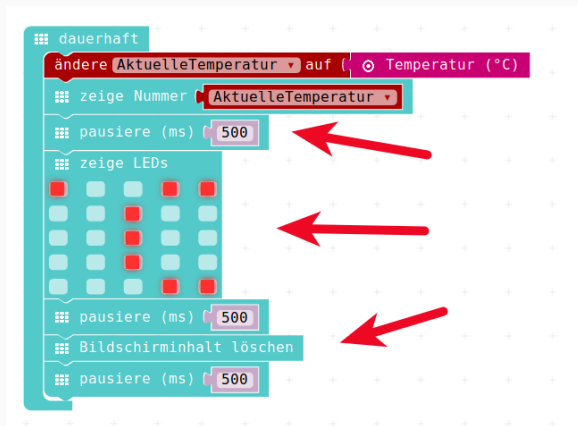 dauerhaft
ändere AktuelleTemperatur auf Temperatur (°C)
zeige Nummer AktuelleTemperatur
pausiere (ms) 500
zeige LEDs
pausiere (ms) 500
Bildschirminhalt löschen
pausiere (ms) 500